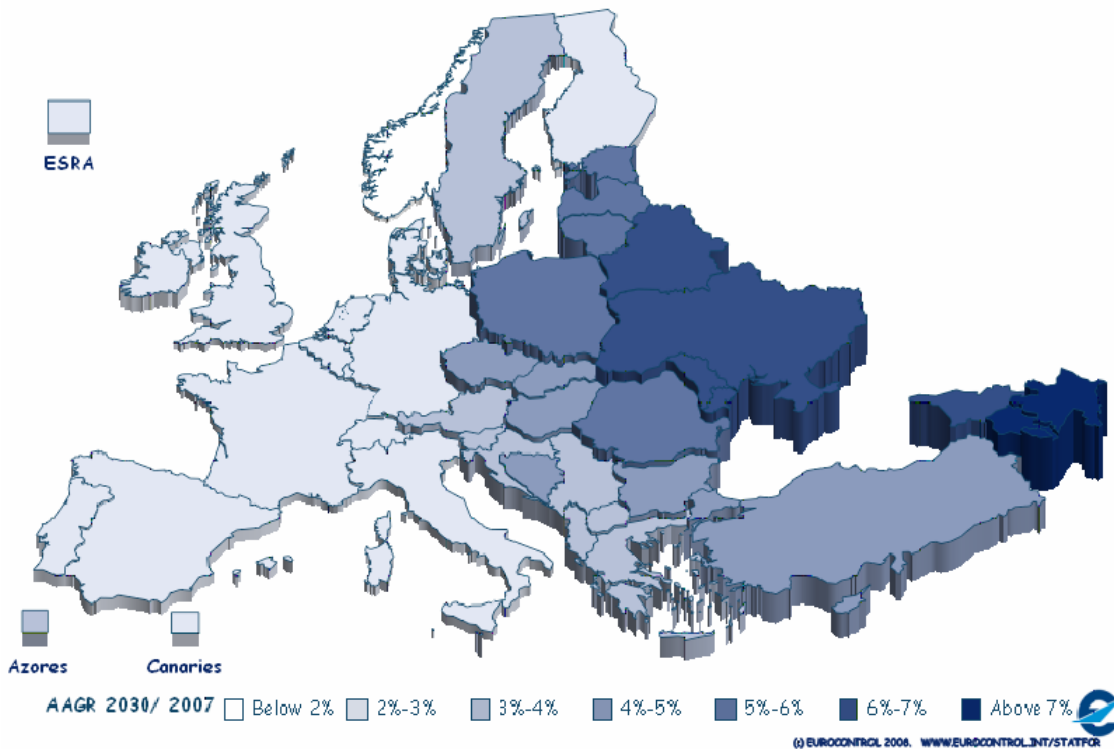 ESRA
Azores
Canaries
AAGR 2030/ 2007
Below 2%
2%-3%
3%-4%
4%-5%
5%-6%
6%-7%
Above 7%
(c) EUROCONTROL 2008. WWW.EUROCONTROL.INT/STATFOR